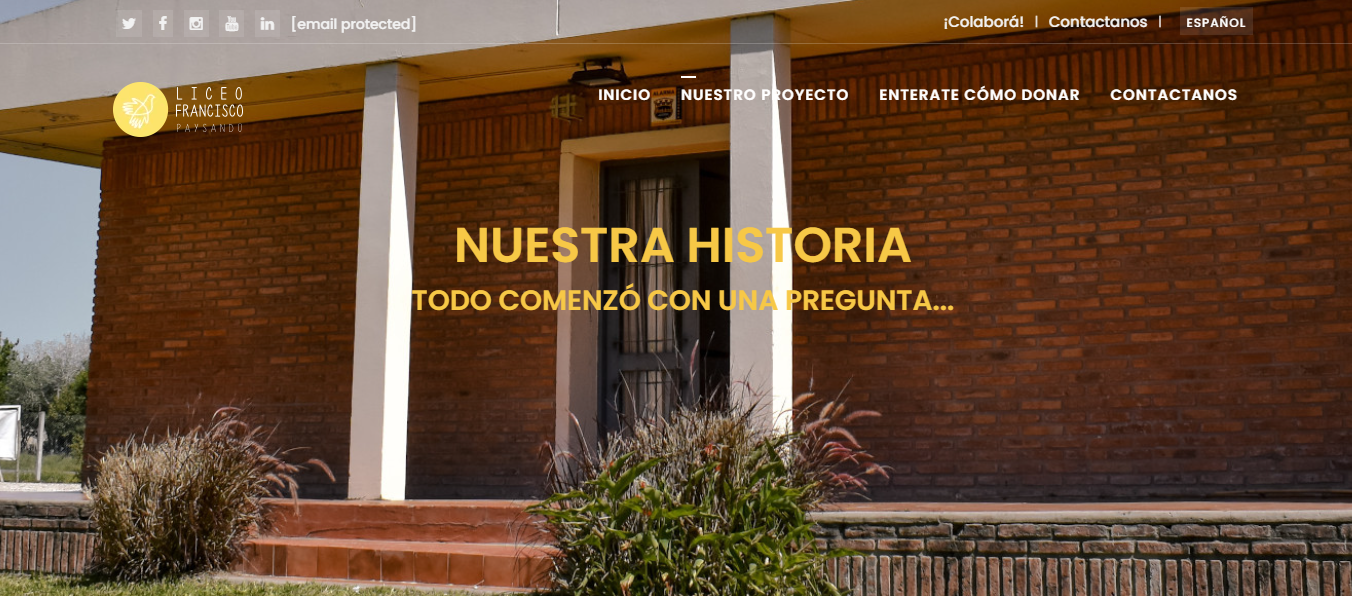 [email protected]
¡Colaborá! | Contactanos | ESPAÑOL
LICEO
FRANCISCO
PAYSANDÚ
INICIO NUESTRO PROYECTO ENTERATE CÓMO DONAR CONTACTANOS
NUESTRA HISTORIA
TODO COMENZÓ CON UNA PREGUNTA...